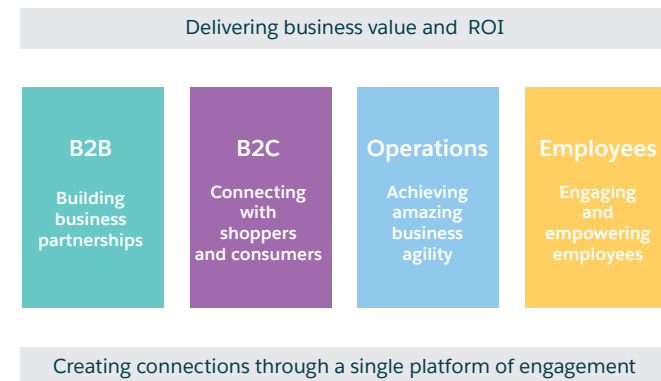 Delivering business value and ROI
B2B
Building
business
partnerships
B2C
Connecting
with
shoppers
and consumers
Operations
Achieving
amazing
business
agility
Employees
Engaging
and
empowering
employees
Creating connections through a single platform of engagement